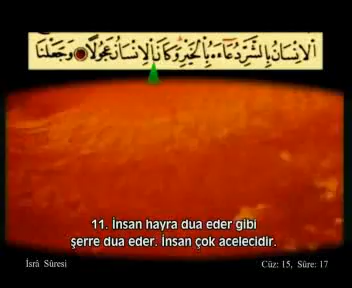 اَلْاِنْسَانُ بِالشَّرِّ دُعَٓاءَهُ بِالْخَيْرِ وَكَانَ الْاِنْسَانُ عَجُولًا وَجَعَلْنَا
11. İnsan hayra dua eder gibi
şerre dua eder. İnsan çok acelecidir.
İsrâ Sûresi Cüz: 15, Sûre: 17